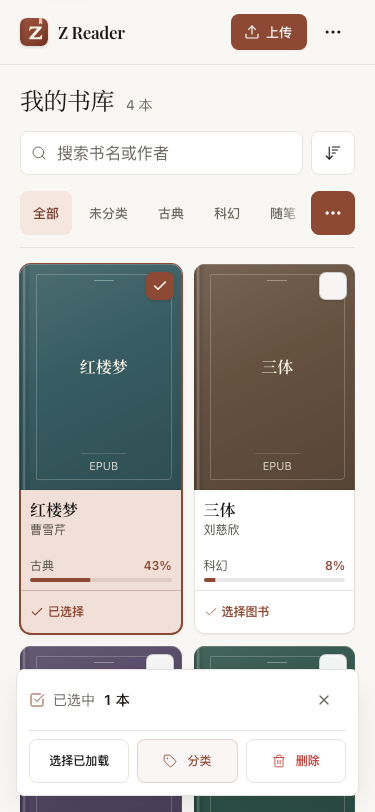 Z Reader
上传
我的书库 4 本
搜索书名或作者
全部 未分类 古典 科幻 随笔
红楼梦
EPUB
红楼梦
曹雪芹
古典 43%
已选择
三体
EPUB
三体
刘慈欣
科幻 8%
选择图书
已选中 1 本
选择已加载 分类 删除